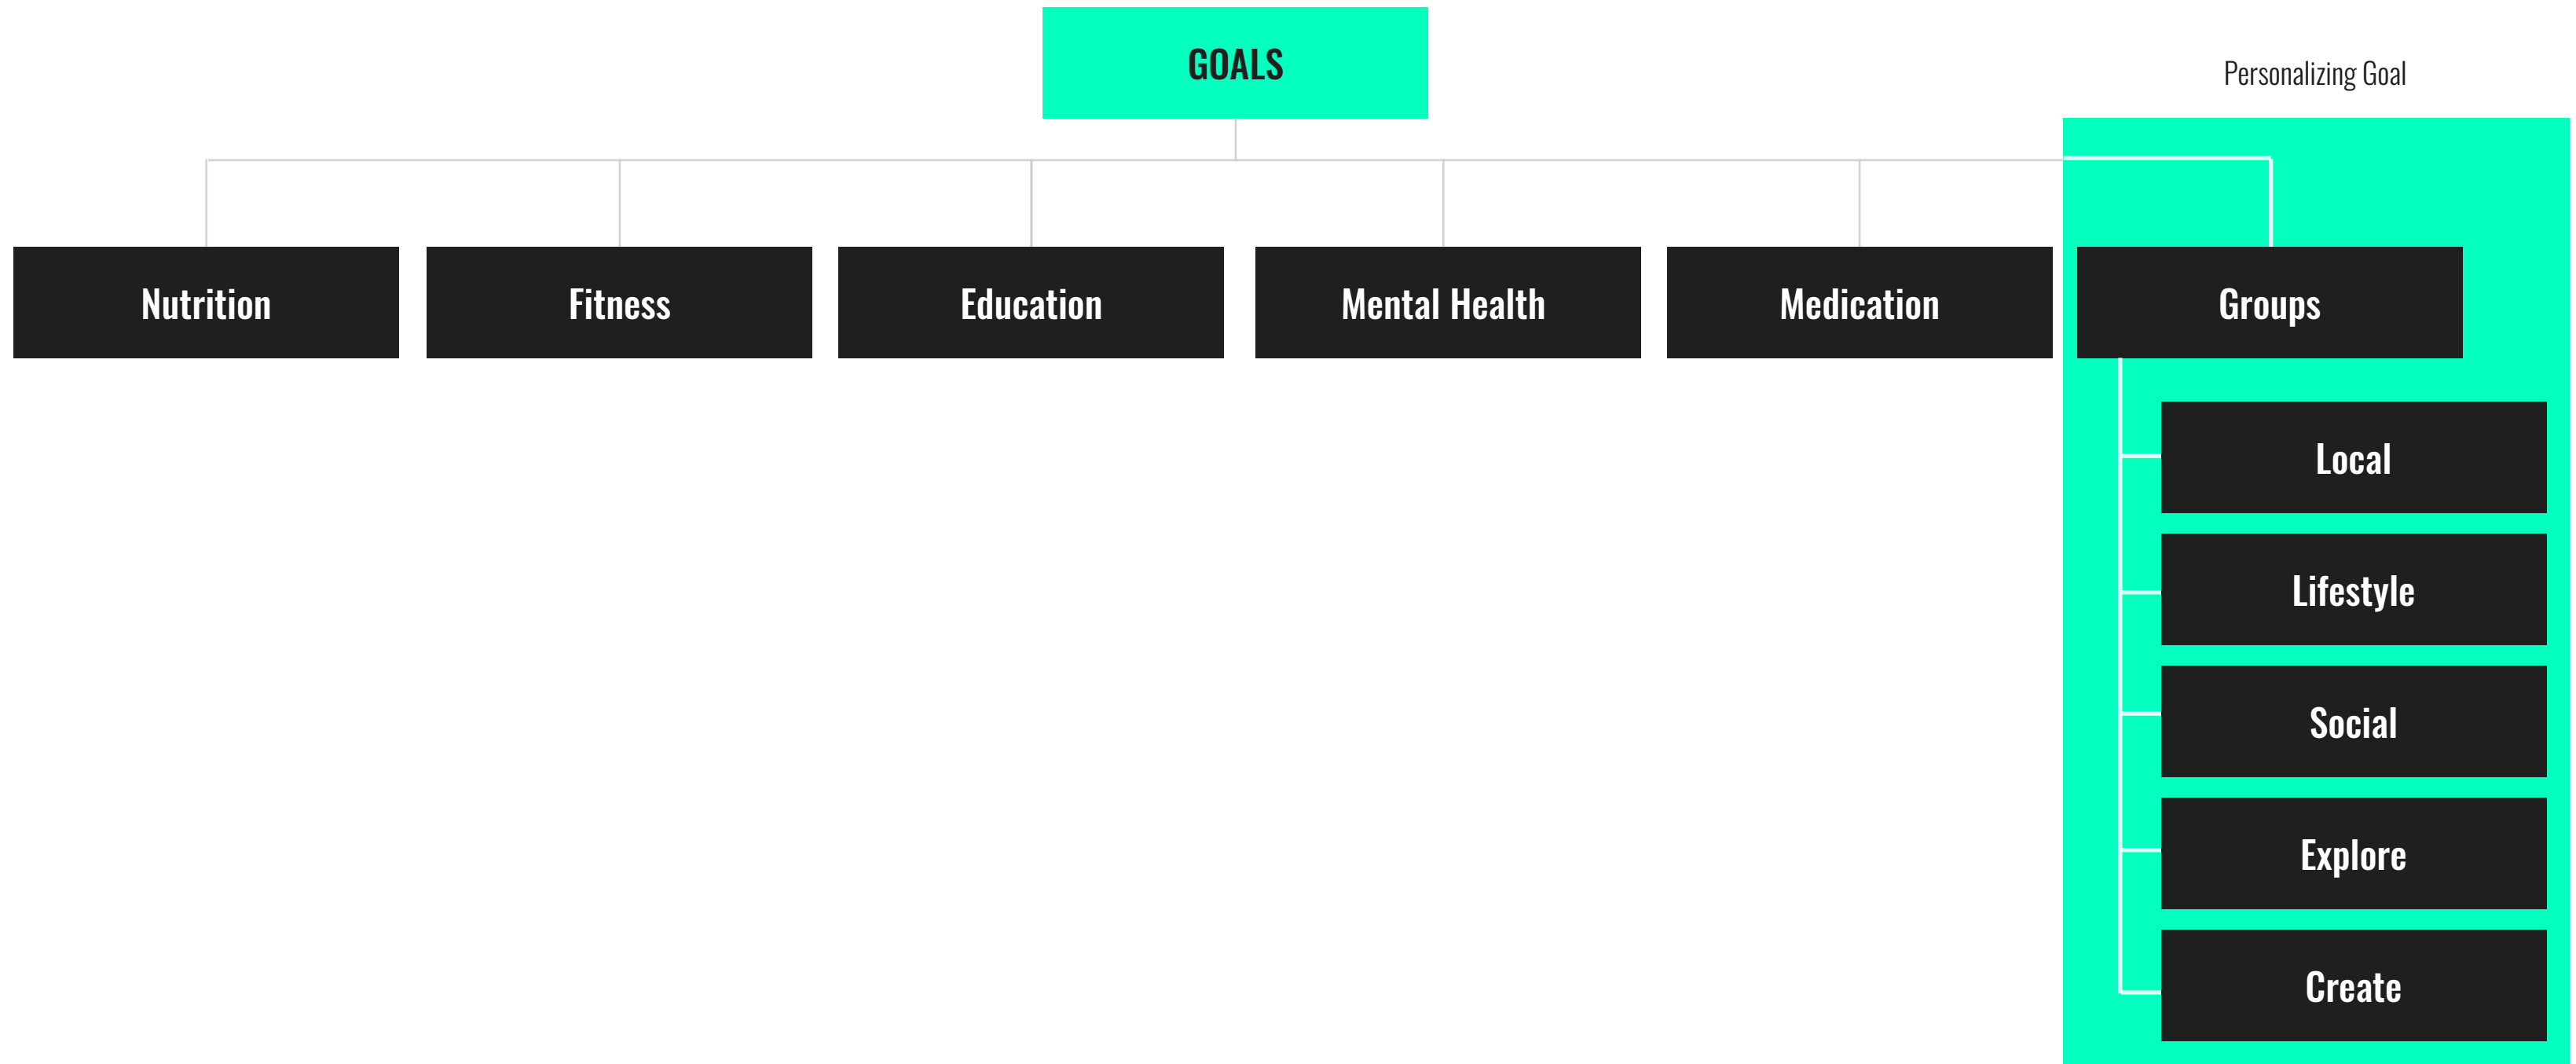 GOALS
Personalizing Goal
Nutrition
Fitness
Education
Mental Health
Medication
Groups
Local
Lifestyle
Social
Explore
Create